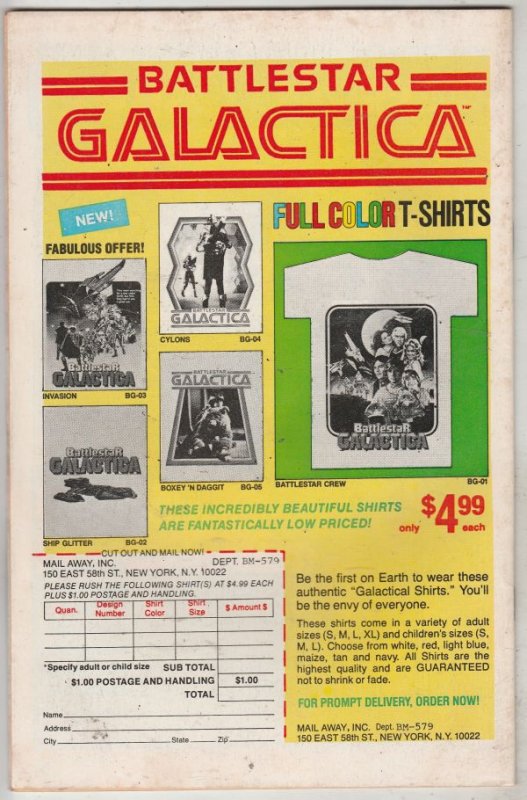 BATTLESTAR
GALACTICA™
NEW!
FULL COLOR T-SHIRTS
FABULOUS OFFER!
BattlestaR
GALACTICA
INVASION BG-03
BATTLESTAR
GALACTICA
CYLONS BG-04
BattlestaR
GALACTICA
SHIP GLITTER BG-02
BATTLESTAR
GALACTICA
BOXEY 'N DAGGIT BG-05
BattlestaR
GALACTICA
BATTLESTAR CREW BG-01
THESE INCREDIBLY BEAUTIFUL SHIRTS
ARE FANTASTICALLY LOW PRICED!
only $4.99 each
CUT OUT AND MAIL NOW!
MAIL AWAY, INC. DEPT. BM-579
150 EAST 58th ST., NEW YORK, N.Y. 10022
PLEASE RUSH THE FOLLOWING SHIRT(S) AT $4.99 EACH
PLUS $1.00 POSTAGE AND HANDLING.
Quan. Design Number Shirt Color Shirt Size $ Amount $
*Specify adult or child size SUB TOTAL
$1.00 POSTAGE AND HANDLING $1.00
TOTAL
Name
Address
City State Zip
Be the first on Earth to wear these
authentic "Galactical Shirts." You'll
be the envy of everyone.
These shirts come in a variety of adult
sizes (S, M, L, XL) and children's sizes (S,
M, L). Choose from white, red, light blue,
maize, tan and navy. All Shirts are the
highest quality and are GUARANTEED
not to shrink or fade.
FOR PROMPT DELIVERY, ORDER NOW!
MAIL AWAY, INC. Dept. BM-579
150 EAST 58th ST., NEW YORK, N.Y. 10022